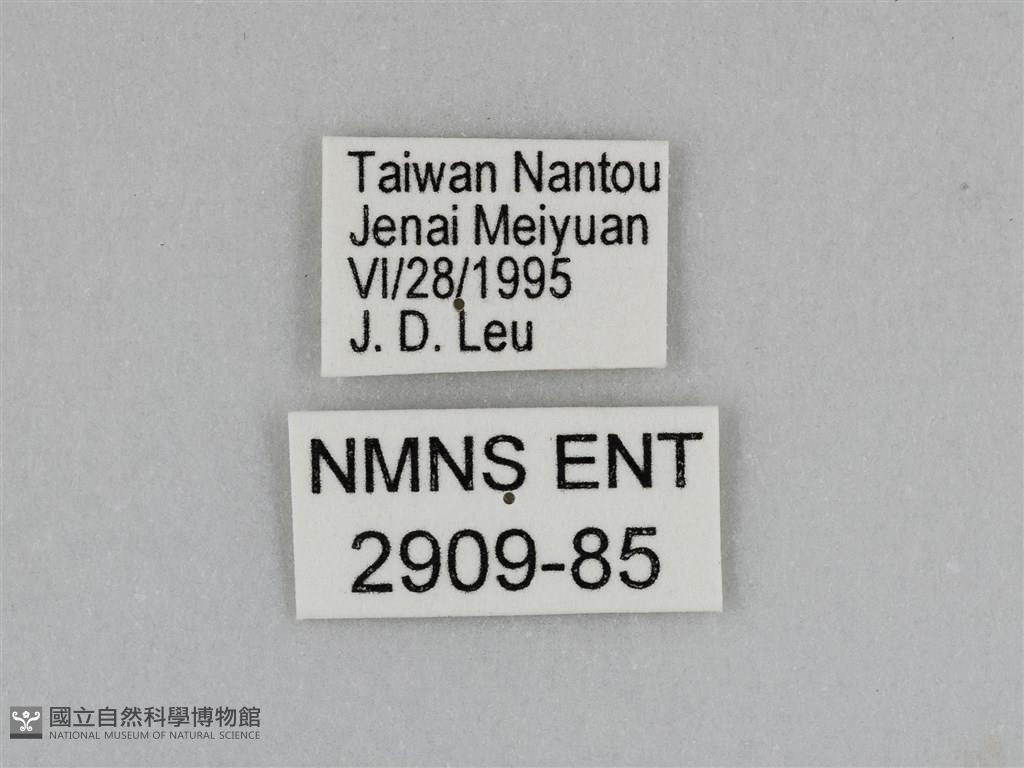 Taiwan Nantou
Jenai Meiyuan
VI/28/1995
J. D. Leu
NMNS ENT
2909-85
國立自然科學博物館
NATIONAL MUSEUM OF NATURAL SCIENCE